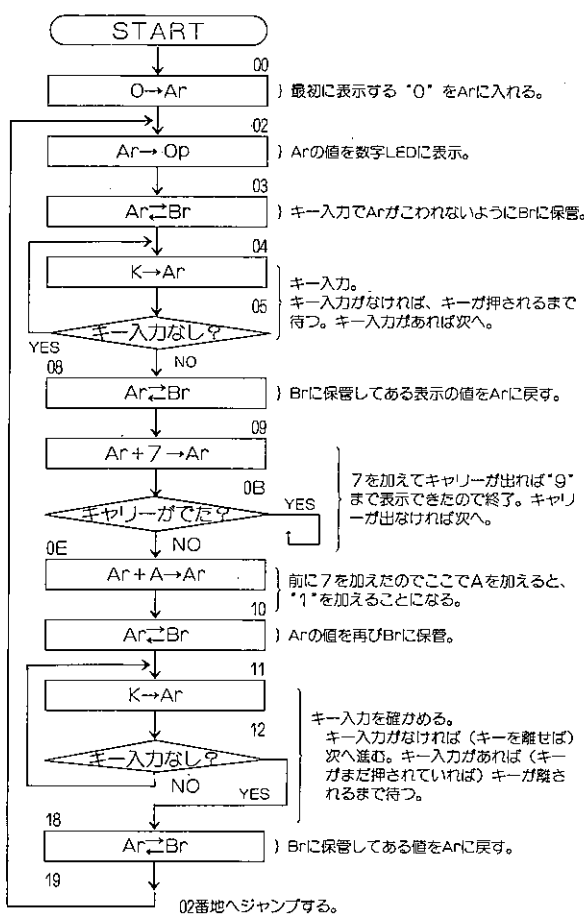 START
00
0→Ar
} 最初に表示する "0" をArに入れる。
02
Ar→Op
} Arの値を数字LEDに表示。
03
Ar⇄Br
} キー入力でArがこわれないようにBrに保管。
04
K→Ar
キー入力。
キー入力がなければ、キーが押されるまで
待つ。キー入力があれば次へ。
05
キー入力なし?
YES
NO
08
Ar⇄Br
} Brに保管してある表示の値をArに戻す。
09
Ar+7→Ar
7を加えてキャリーが出れば"9"
まで表示できたので終了。キャリ
ーが出なければ次へ。
0B
キャリーがでた?
YES
NO
0E
Ar+A→Ar
前に7を加えたのでここでAを加えると、
"1"を加えることになる。
10
Ar⇄Br
} Arの値を再びBrに保管。
11
K→Ar
キー入力を確かめる。
キー入力がなければ(キーを離せば)
次へ進む。キー入力があれば(キー
がまだ押されていれば)キーが離さ
れるまで待つ。
12
キー入力なし?
NO
YES
18
Ar⇄Br
} Brに保管してある値をArに戻す。
19
02番地へジャンプする。